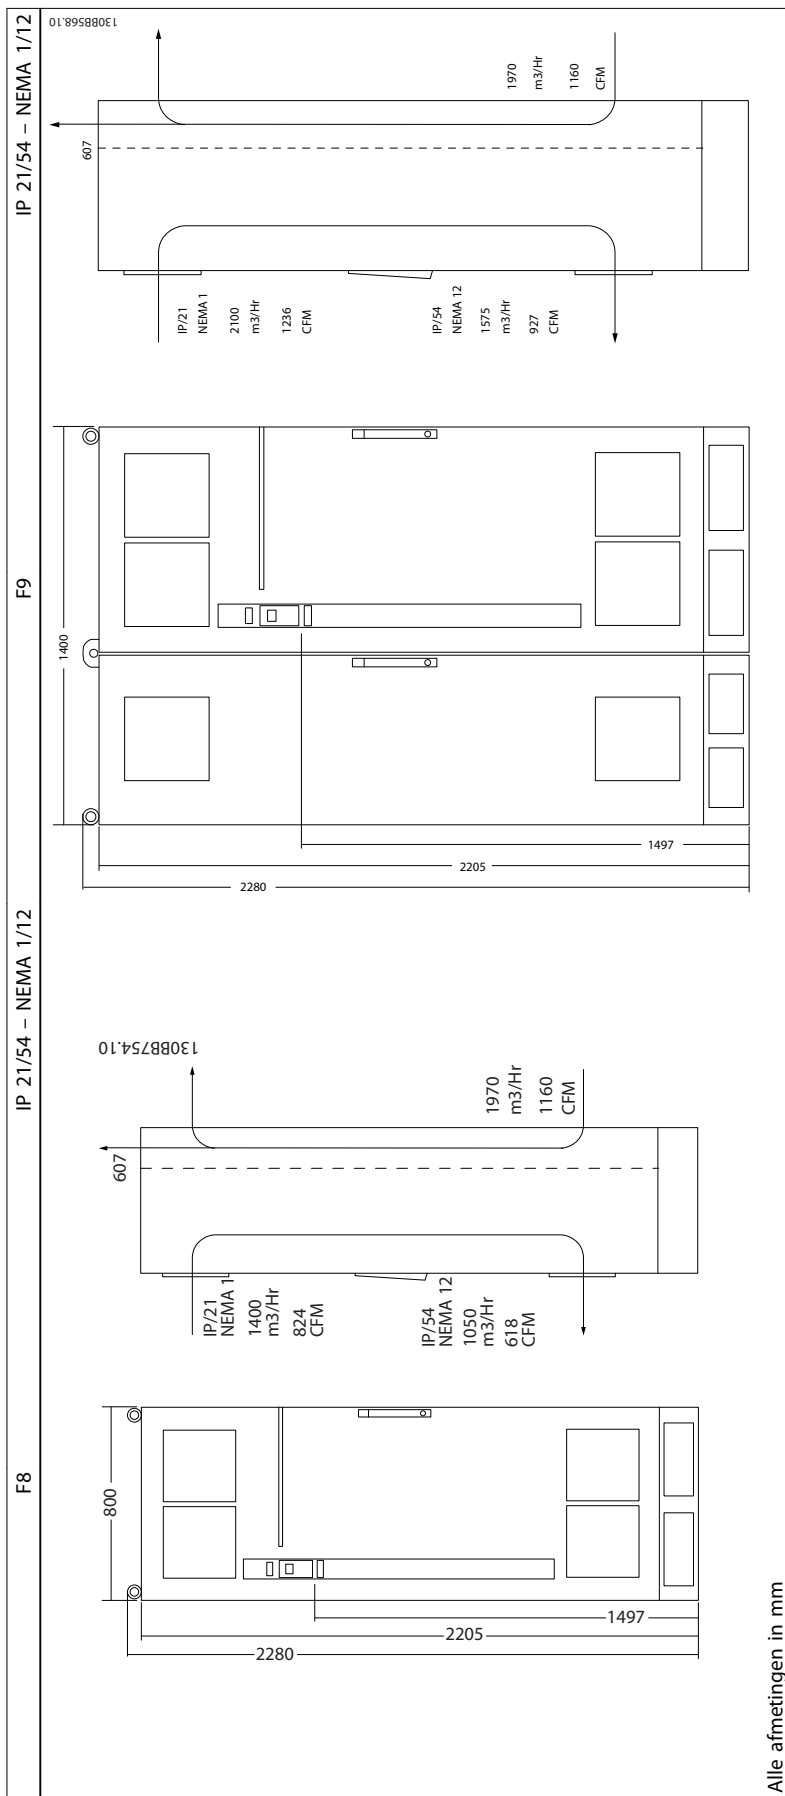 F8
IP 21/54 – NEMA 1/12
F9
IP 21/54 – NEMA 1/12
800
2280
2205
1497
IP/21
NEMA 1
1400
m3/Hr
824
CFM
IP/54
NEMA 12
1050
m3/Hr
618
CFM
607
1970
m3/Hr
1160
CFM
130BB754.10
1400
2280
2205
1497
IP/21
NEMA 1
2100
m3/Hr
1236
CFM
IP/54
NEMA 12
1575
m3/Hr
927
CFM
607
1970
m3/Hr
1160
CFM
130BB568.10
Alle afmetingen in mm